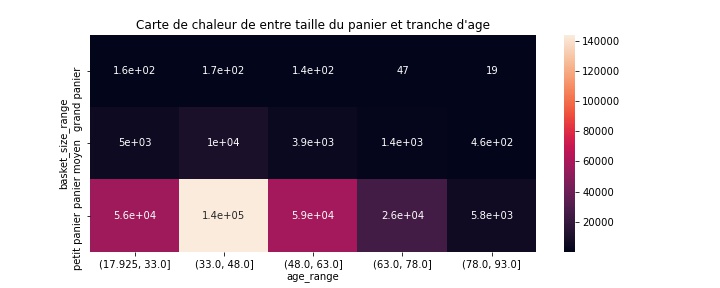 Carte de chaleur de entre taille du panier et tranche d'age
basket_size_range
grand panier
1.6e+02 1.7e+02 1.4e+02 47 19
panier moyen
5e+03 1e+04 3.9e+03 1.4e+03 4.6e+02
petit panier
5.6e+04 1.4e+05 5.9e+04 2.6e+04 5.8e+03
(17.925, 33.0] (33.0, 48.0] (48.0, 63.0] (63.0, 78.0] (78.0, 93.0]
age_range
140000
120000
100000
80000
60000
40000
20000